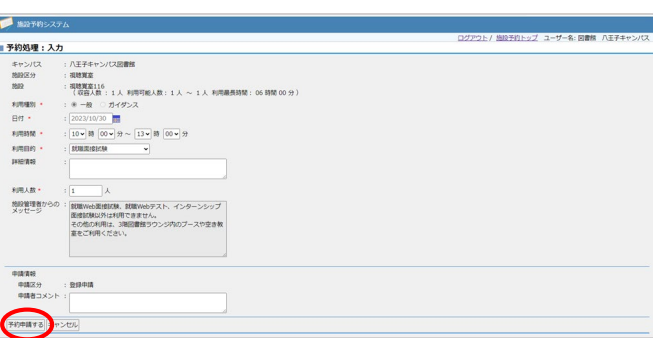 施設予約システム
ログアウト / 施設予約トップ ユーザー名: 図書館 八王子キャンパス
予約処理：入力
キャンパス : 八王子キャンパス図書館
施設区分 : 視聴覚室
施設 : 視聴覚室116
( 収容人数 : 1 人 利用可能人数 : 1 人 ～ 1 人 利用最長時間 : 06 時間 00 分 )
利用種別 * : 一般 ガイダンス
日付 * : 2023/10/30
利用時間 * : 10 時 00 分 ～ 13 時 00 分
利用目的 * : 就職面接試験
詳細情報 :
利用人数 * : 1 人
施設管理者からのメッセージ : 就職Web面接試験、就職Webテスト、インターンシップ
面接試験以外は利用できません。
その他の利用は、3階図書館ラウンジ内のブースや空き教
室をご利用ください。
申請情報
申請区分 : 登録申請
申請者コメント :
予約申請する キャンセル